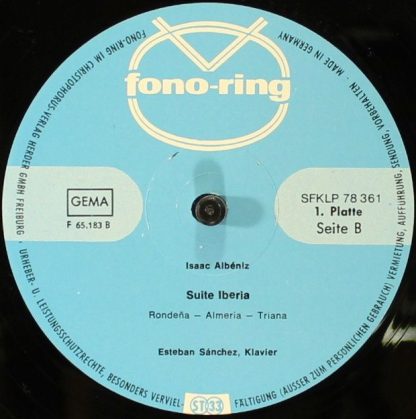 fono-ring
GEMA
F 65.183 B
SFKLP 78 361
1. Platte
Seite B
Isaac Albéniz
Suite Iberia
Rondeña – Almeria – Triana
Esteban Sánchez, Klavier
FONO-RING IM CHRISTOPHORUS-VERLAG HERDER GMBH FREIBURG · URHEBER- U. LEISTUNGSSCHUTZRECHTE, BESONDERS VERVIEL-
ST 33
FÄLTIGUNG (AUSSER ZUM PERSÖNLICHEN GEBRAUCH) VERMIETUNG, AUFFÜHRUNG, SENDUNG, VORBEHALTEN · MADE IN GERMANY